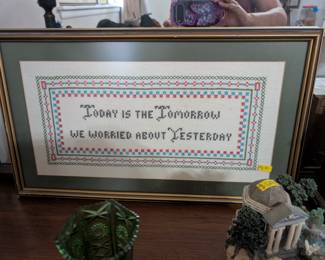 Today is the Tomorrow
we worried about Yesterday